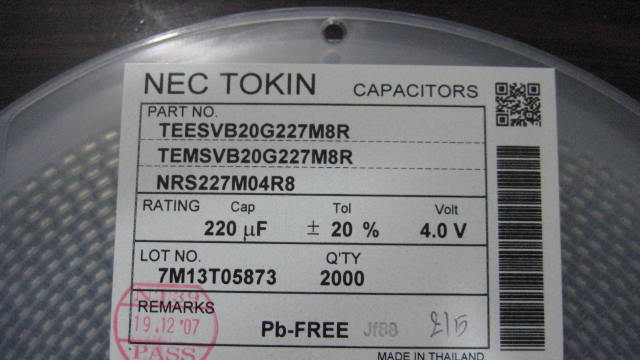 NEC TOKIN CAPACITORS
PART NO.
TEESVB20G227M8R
TEMSVB20G227M8R
NRS227M04R8
RATING Cap Tol Volt
220 µF ± 20 % 4.0 V
LOT NO. Q'TY
7M13T05873 2000
REMARKS
19.12.'07
Pb-FREE Jf88
PASS
MADE IN THAILAND